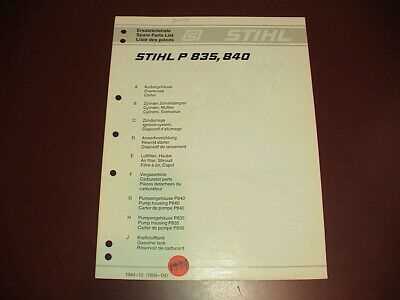 Ersatzteilliste
Spare Parts List
Liste des pièces
STIHL
STIHL P 835, 840
A Kurbelgehäuse
Crankcase
Carter
B Zylinder, Schalldämpfer
Cylinder, Muffler
Cylindre, Silencieux
C Zündanlage
Ignition system
Dispositif d'allumage
D Anwerfvorrichtung
Rewind starter
Dispositif de lancement
E Luftfilter, Haube
Air filter, Shroud
Filtre à air, Capot
F Vergaserteile
Carburetor parts
Pièces détachées du
carburateur
G Pumpengehäuse P840
Pump housing P840
Carter de pompe P840
H Pumpengehäuse P835
Pump housing P835
Carter de pompe P835
J Kraftstofftank
Gasoline tank
Réservoir de carburant